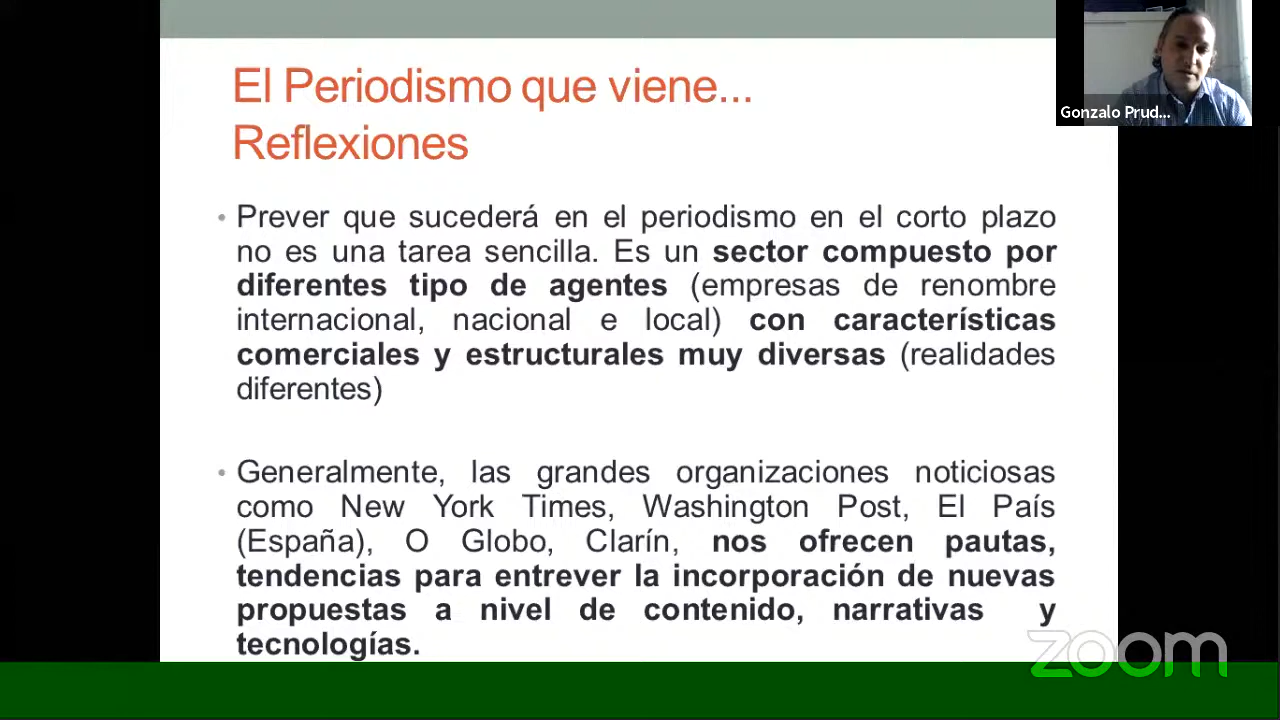 El Periodismo que viene...
Reflexiones
Gonzalo Prud...
• Prever que sucederá en el periodismo en el corto plazo
no es una tarea sencilla. Es un sector compuesto por
diferentes tipo de agentes (empresas de renombre
internacional, nacional e local) con características
comerciales y estructurales muy diversas (realidades
diferentes)
• Generalmente, las grandes organizaciones noticiosas
como New York Times, Washington Post, El País
(España), O Globo, Clarín, nos ofrecen pautas,
tendencias para entrever la incorporación de nuevas
propuestas a nivel de contenido, narrativas y
tecnologías.
zoom